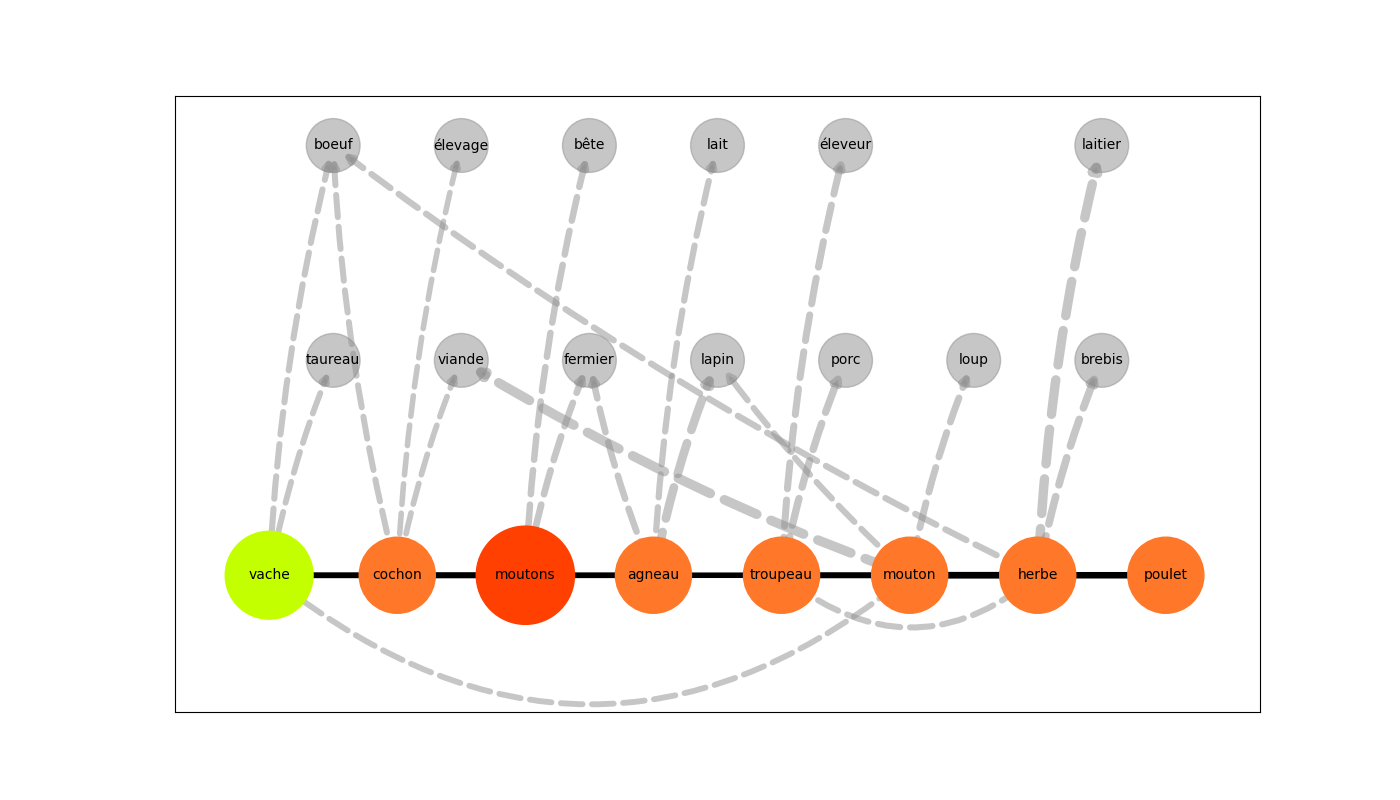 boeuf élevage bête lait éleveur laitier
taureau viande fermier lapin porc loup brebis
vache cochon moutons agneau troupeau mouton herbe poulet